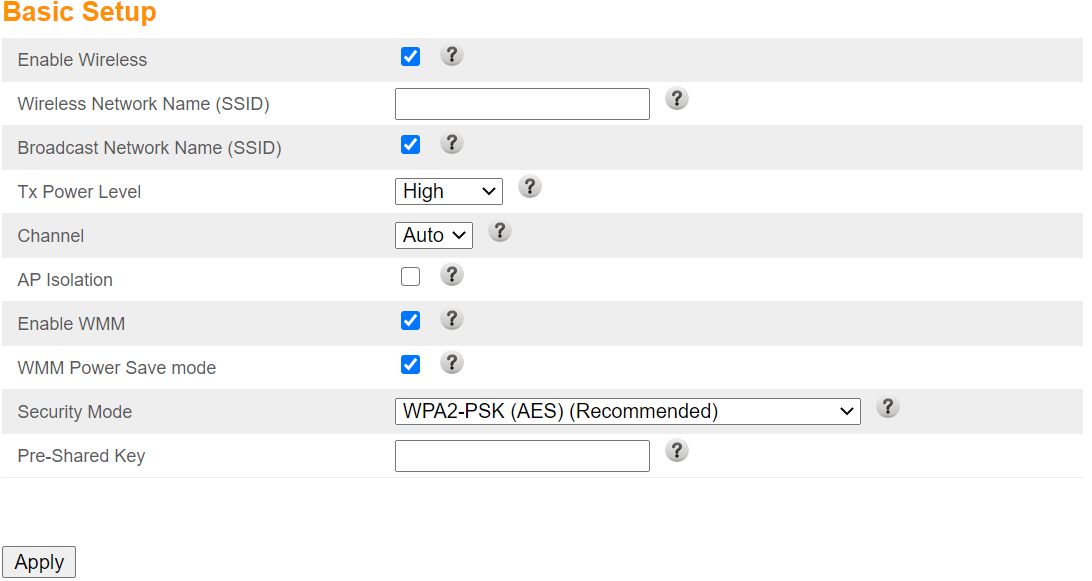 Basic Setup
Enable Wireless ?
Wireless Network Name (SSID) ?
Broadcast Network Name (SSID) ?
Tx Power Level High ?
Channel Auto ?
AP Isolation ?
Enable WMM ?
WMM Power Save mode ?
Security Mode WPA2-PSK (AES) (Recommended) ?
Pre-Shared Key ?
Apply